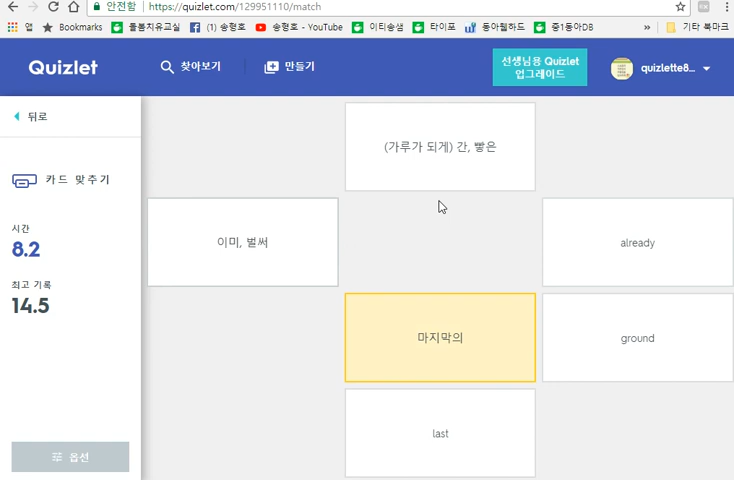 안전함 https://quizlet.com/129951110/match
앱 Bookmarks 돌봄치유교실 (1) 송형호 송형호 - YouTube 이티송샘 타이포 동아웹하드 중1동아DB » 기타 북마크
Quizlet 찾아보기 만들기 선생님용 Quizlet 업그레이드 quizlette8...
뒤로
카드 맞추기
시간
8.2
최고 기록
14.5
옵션
(가루가 되게) 간, 빻은
이미, 벌써
already
마지막의
ground
last